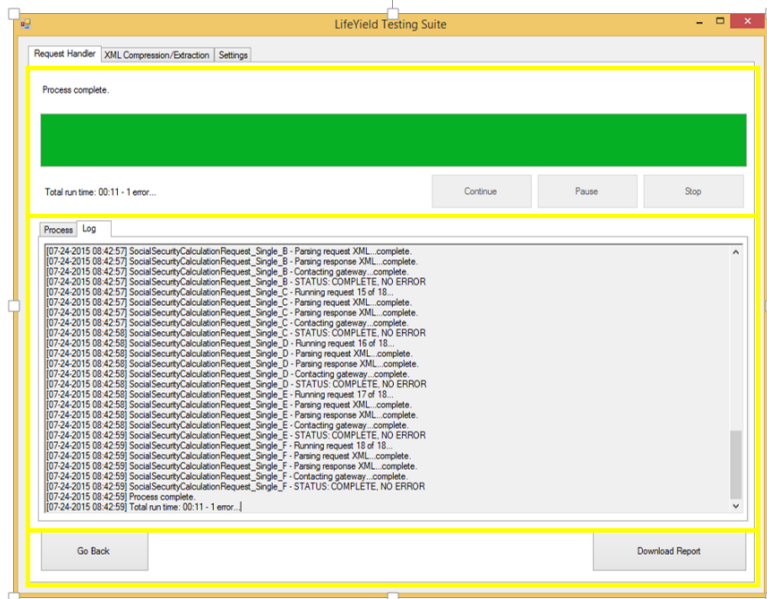 LifeYield Testing Suite
Request Handler XML Compression/Extraction Settings
Process complete.
Total run time: 00:11 - 1 error... Continue Pause Stop
Process Log
[07-24-2015 08:42:57] SocialSecurityCalculationRequest_Single_B - Parsing request XML...complete.
[07-24-2015 08:42:57] SocialSecurityCalculationRequest_Single_B - Parsing response XML...complete.
[07-24-2015 08:42:57] SocialSecurityCalculationRequest_Single_B - Contacting gateway...complete.
[07-24-2015 08:42:57] SocialSecurityCalculationRequest_Single_B - STATUS: COMPLETE, NO ERROR
[07-24-2015 08:42:57] SocialSecurityCalculationRequest_Single_C - Running request 15 of 18...
[07-24-2015 08:42:57] SocialSecurityCalculationRequest_Single_C - Parsing request XML...complete.
[07-24-2015 08:42:57] SocialSecurityCalculationRequest_Single_C - Parsing response XML...complete.
[07-24-2015 08:42:57] SocialSecurityCalculationRequest_Single_C - Contacting gateway...complete.
[07-24-2015 08:42:58] SocialSecurityCalculationRequest_Single_C - STATUS: COMPLETE, NO ERROR
[07-24-2015 08:42:58] SocialSecurityCalculationRequest_Single_D - Running request 16 of 18...
[07-24-2015 08:42:58] SocialSecurityCalculationRequest_Single_D - Parsing request XML...complete.
[07-24-2015 08:42:58] SocialSecurityCalculationRequest_Single_D - Parsing response XML...complete.
[07-24-2015 08:42:58] SocialSecurityCalculationRequest_Single_D - Contacting gateway...complete.
[07-24-2015 08:42:58] SocialSecurityCalculationRequest_Single_D - STATUS: COMPLETE, NO ERROR
[07-24-2015 08:42:58] SocialSecurityCalculationRequest_Single_E - Running request 17 of 18...
[07-24-2015 08:42:58] SocialSecurityCalculationRequest_Single_E - Parsing request XML...complete.
[07-24-2015 08:42:58] SocialSecurityCalculationRequest_Single_E - Parsing response XML...complete.
[07-24-2015 08:42:58] SocialSecurityCalculationRequest_Single_E - Contacting gateway...complete.
[07-24-2015 08:42:59] SocialSecurityCalculationRequest_Single_E - STATUS: COMPLETE, NO ERROR
[07-24-2015 08:42:59] SocialSecurityCalculationRequest_Single_F - Running request 18 of 18...
[07-24-2015 08:42:59] SocialSecurityCalculationRequest_Single_F - Parsing request XML...complete.
[07-24-2015 08:42:59] SocialSecurityCalculationRequest_Single_F - Parsing response XML...complete.
[07-24-2015 08:42:59] SocialSecurityCalculationRequest_Single_F - Contacting gateway...complete.
[07-24-2015 08:42:59] SocialSecurityCalculationRequest_Single_F - STATUS: COMPLETE, NO ERROR
[07-24-2015 08:42:59] Process complete.
[07-24-2015 08:42:59] Total run time: 00:11 - 1 error...
Go Back Download Report